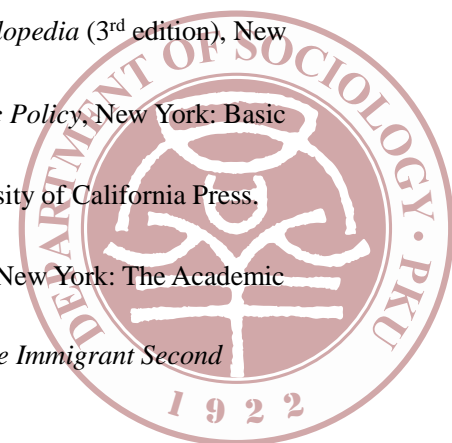 lopedia (3rd edition), New
Policy, New York: Basic
sity of California Press.
New York: The Academic
e Immigrant Second
DEPARTMENT OF SOCIOLOGY · PKU
1922